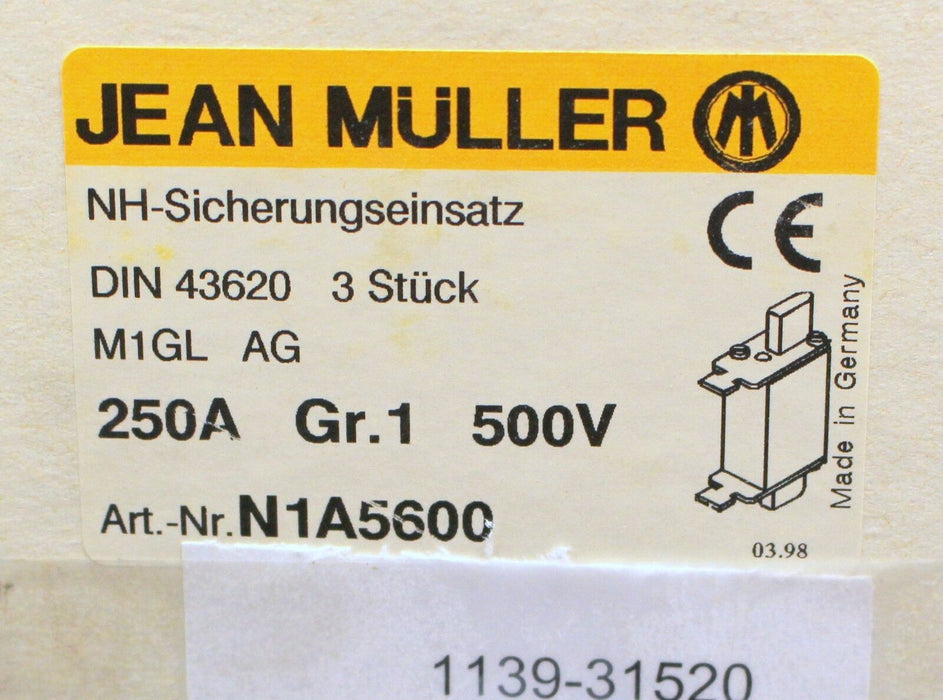 JEAN MÜLLER
NH-Sicherungseinsatz
CE
DIN 43620 3 Stück
M1GL AG
250A Gr.1 500V
Made in Germany
Art.-Nr. N1A5600
03.98
1139-31520